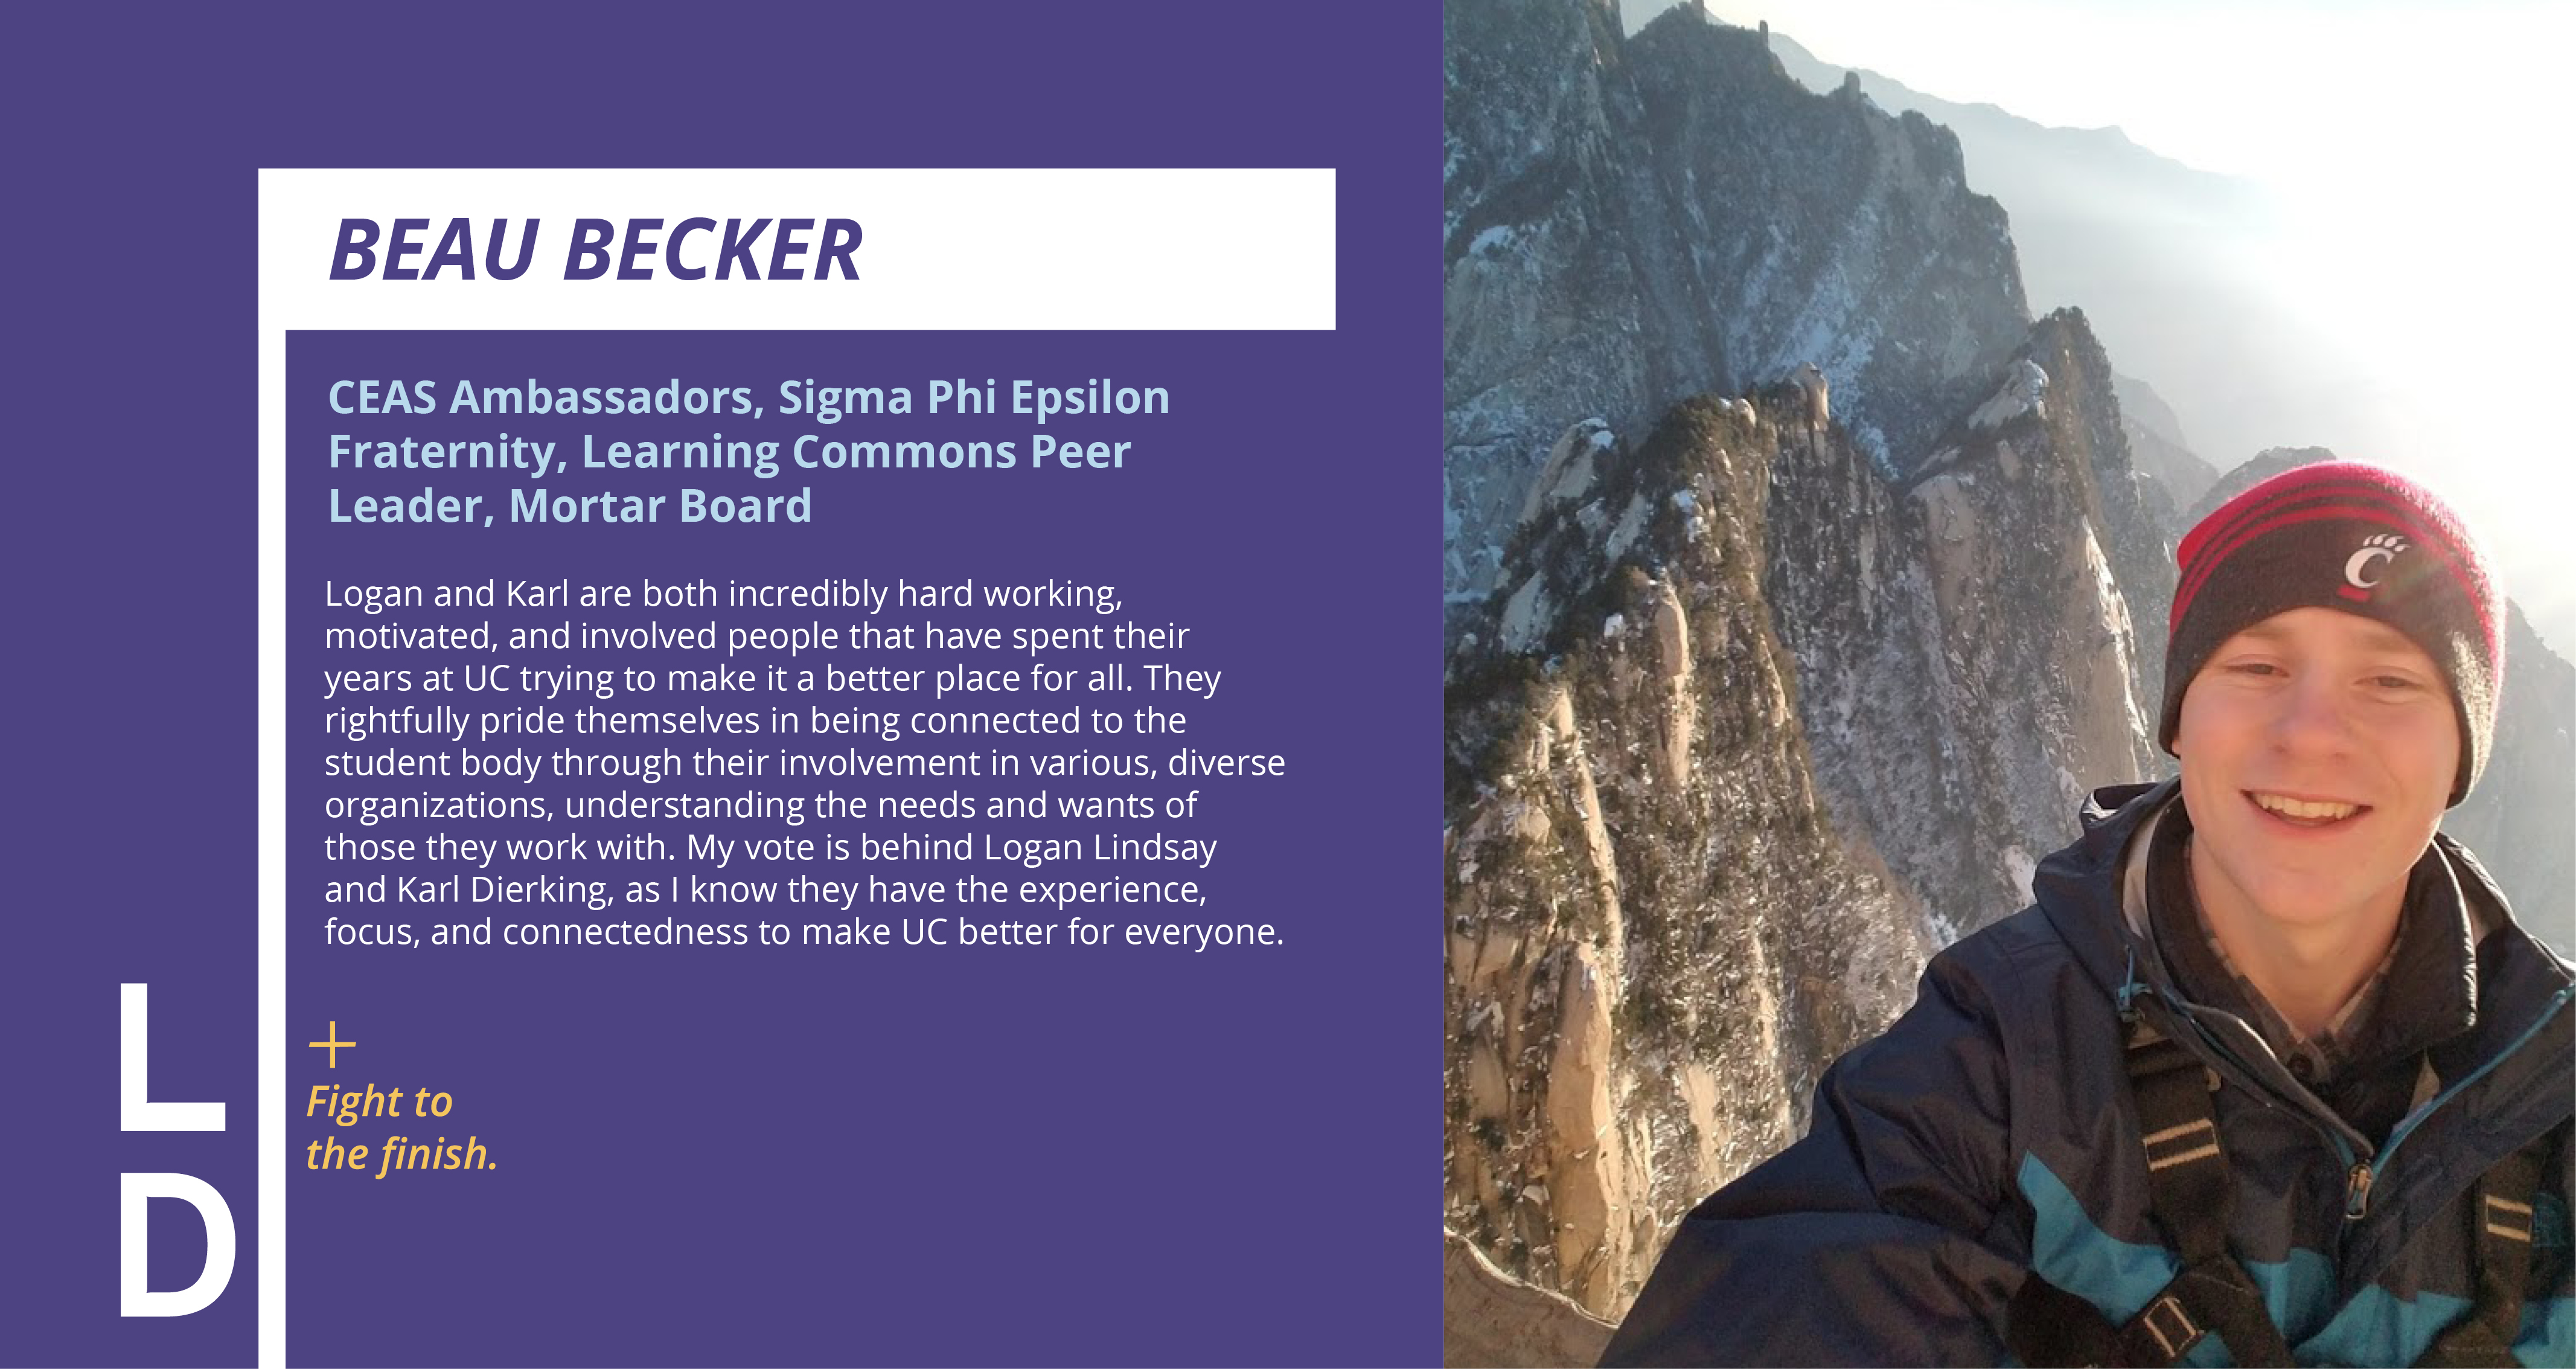 BEAU BECKER
CEAS Ambassadors, Sigma Phi Epsilon
Fraternity, Learning Commons Peer
Leader, Mortar Board
Logan and Karl are both incredibly hard working,
motivated, and involved people that have spent their
years at UC trying to make it a better place for all. They
rightfully pride themselves in being connected to the
student body through their involvement in various, diverse
organizations, understanding the needs and wants of
those they work with. My vote is behind Logan Lindsay
and Karl Dierking, as I know they have the experience,
focus, and connectedness to make UC better for everyone.
L
D
+
Fight to
the finish.
C